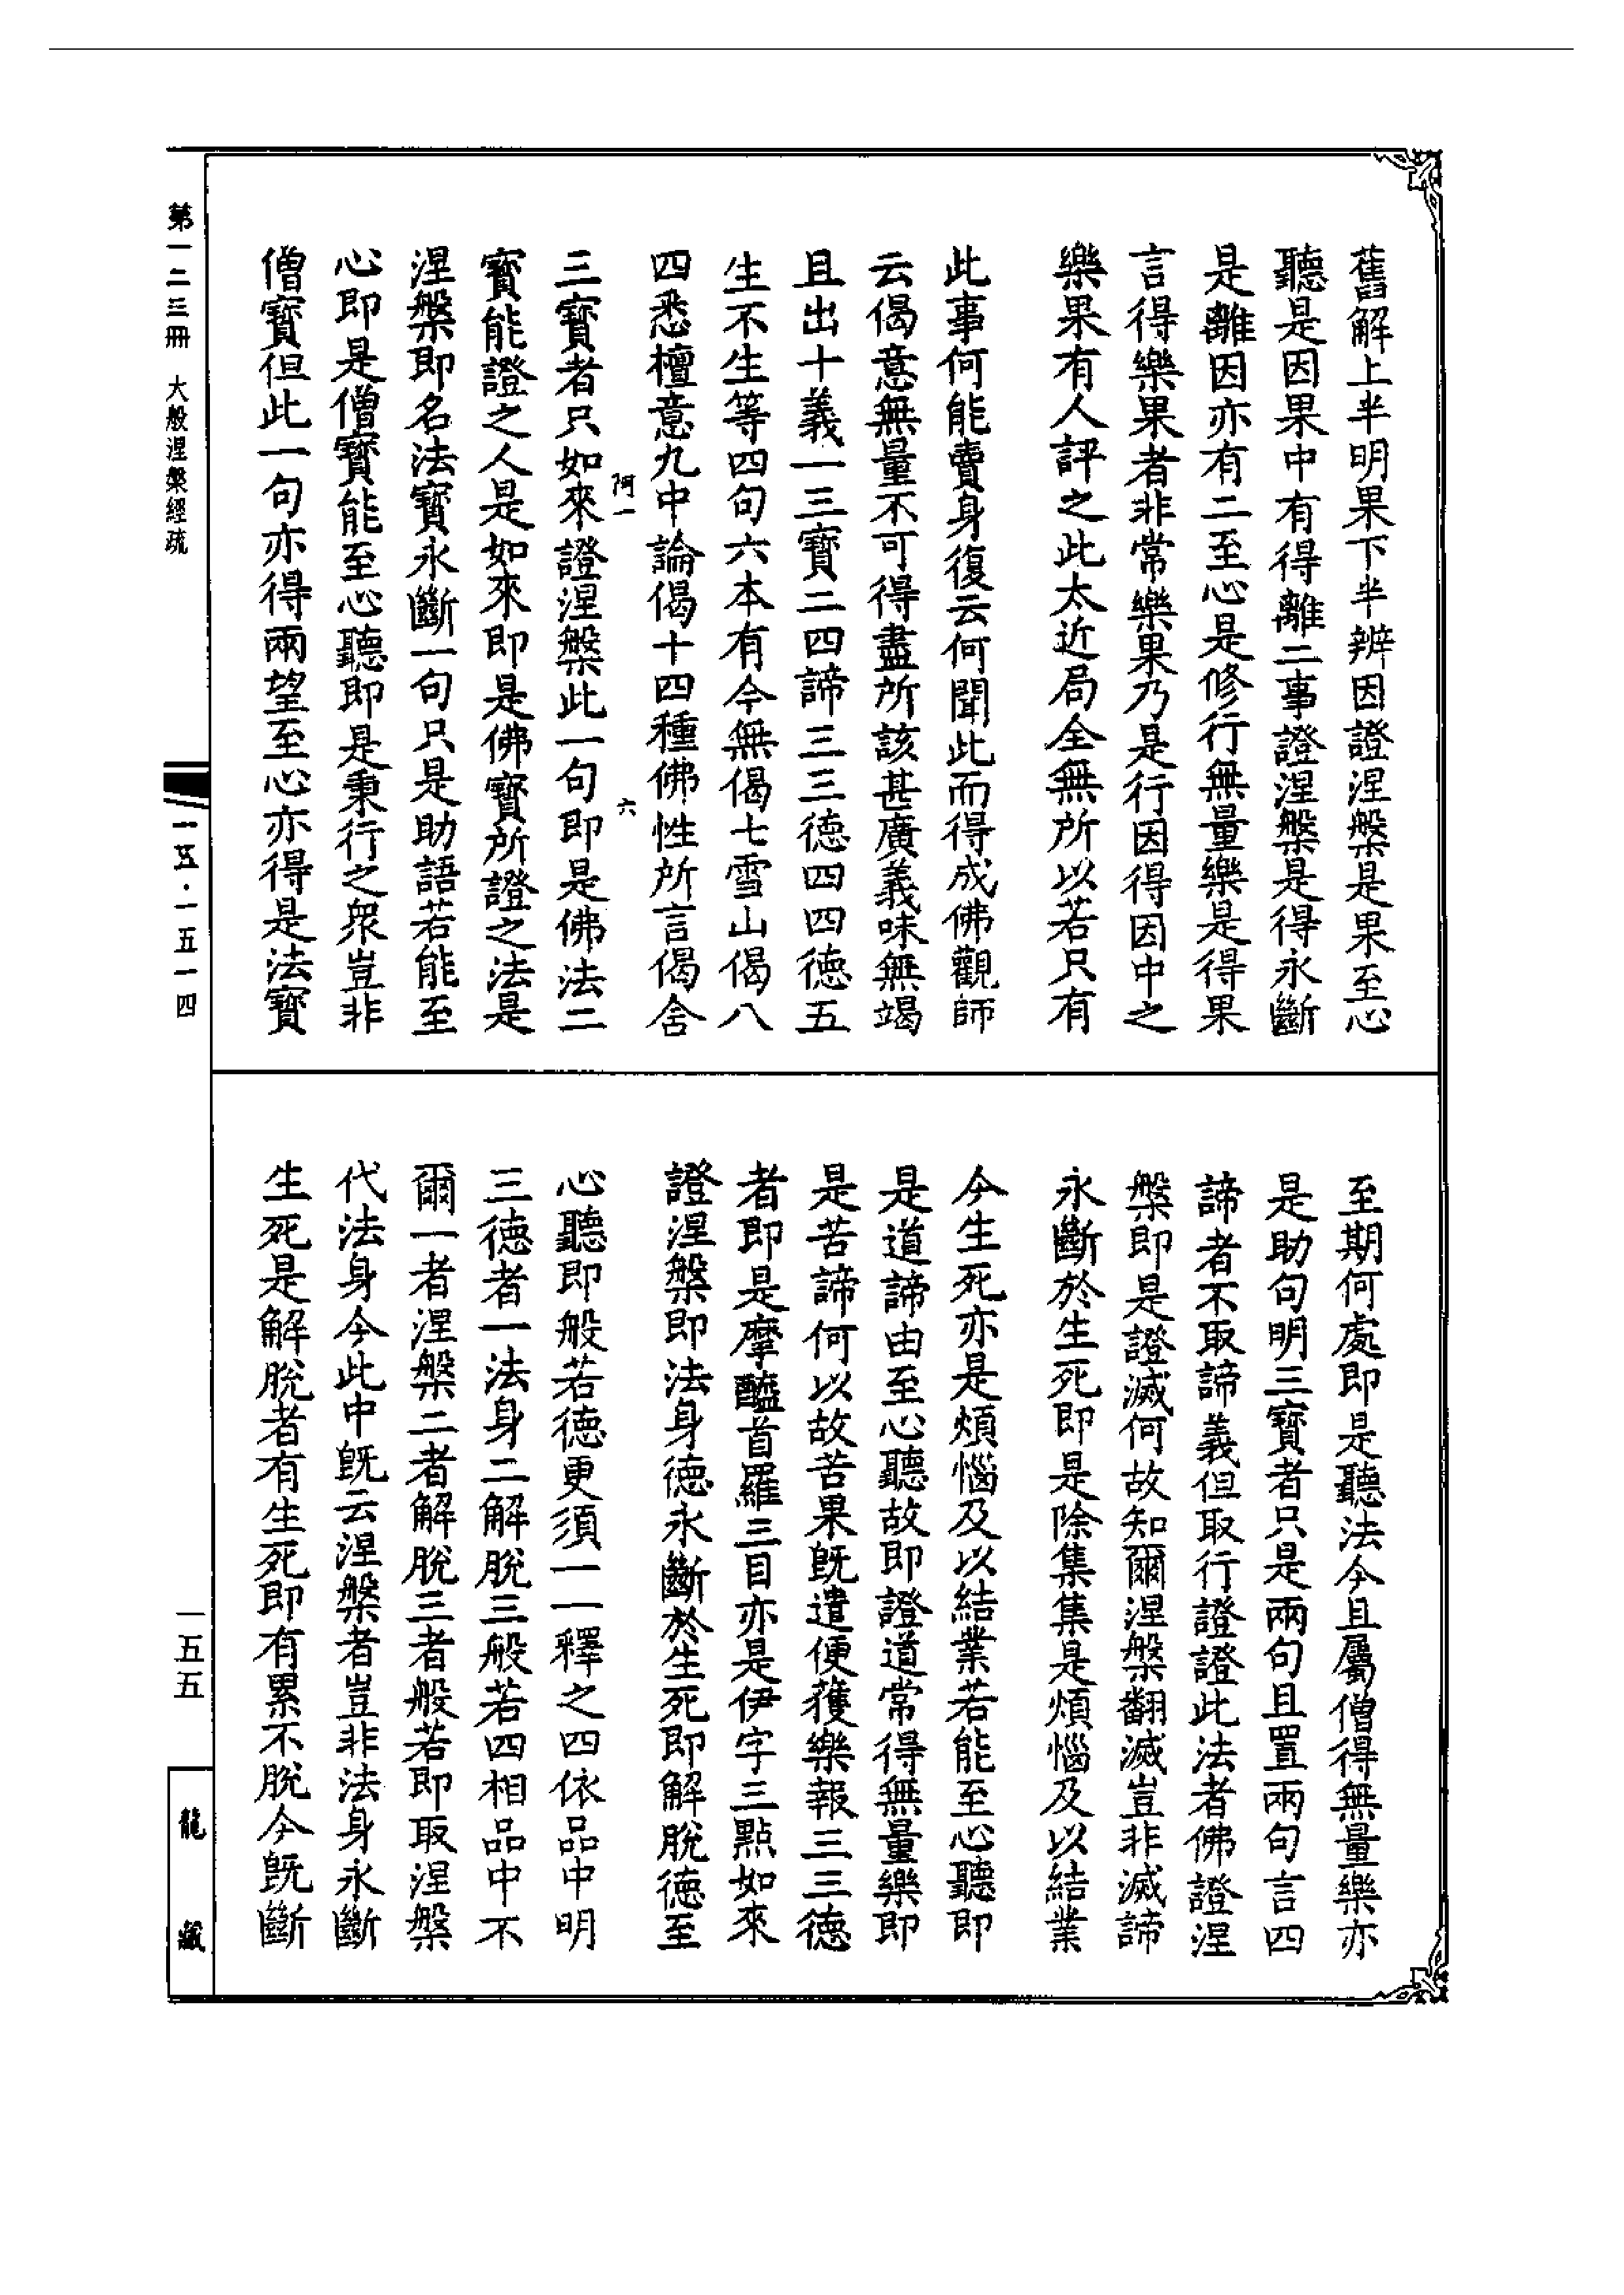 舊解上半明果下半辨因證涅槃是果至心
聽是因果中有得離二事證涅槃是得永斷
是離因亦有二至心是修行無量樂是得果
言得樂果者非常樂果乃是行因得因中之
樂果有人評之此太近局全無所以若只有
此事何能賣身復云何聞此而得成佛觀師
云偈意無量不可得盡所該甚廣義味無竭
且出十義一三寶二四諦三三德四四德五
生不生等四句六本有今無偈七雪山偈八
四悉檀意九中論偈十四種佛性所言偈舍
阿一 六
三寶者只如來證涅槃此一句即是佛法二
寶能證之人是如來即是佛寶所證之法是
涅槃即名法寶永斷一句只是助語若能至
心即是僧寶能至心聽即是秉行之衆豈非
僧寶但此一句亦得兩望至心亦得是法寶
至期何處即是聽法今且屬僧得無量樂亦
是助句明三寶者只是兩句且置兩句言四
諦者不取諦義但取行證證此法者佛證涅
槃即是證滅何故知爾涅槃翻滅豈非滅諦
永斷於生死即是除集集是煩惱及以結業
今生死亦是煩惱及以結業若能至心聽即
是道諦由至心聽故即證道常得無量樂即
是苦諦何以故苦果既遣便獲樂報三三德
者即是摩醯首羅三目亦是伊字三點如來
證涅槃即法身德永斷於生死即解脫德至
心聽即般若德更須一一釋之四依品中明
三德者一法身二解脫三般若四相品中不
爾一者涅槃二者解脫三者般若即取涅槃
代法身今此中既云涅槃者豈非法身永斷
生死是解脫者有生死即有累不脫今既斷
第一二三冊 大般涅槃經疏
一五·一五一四
一五五
龍藏